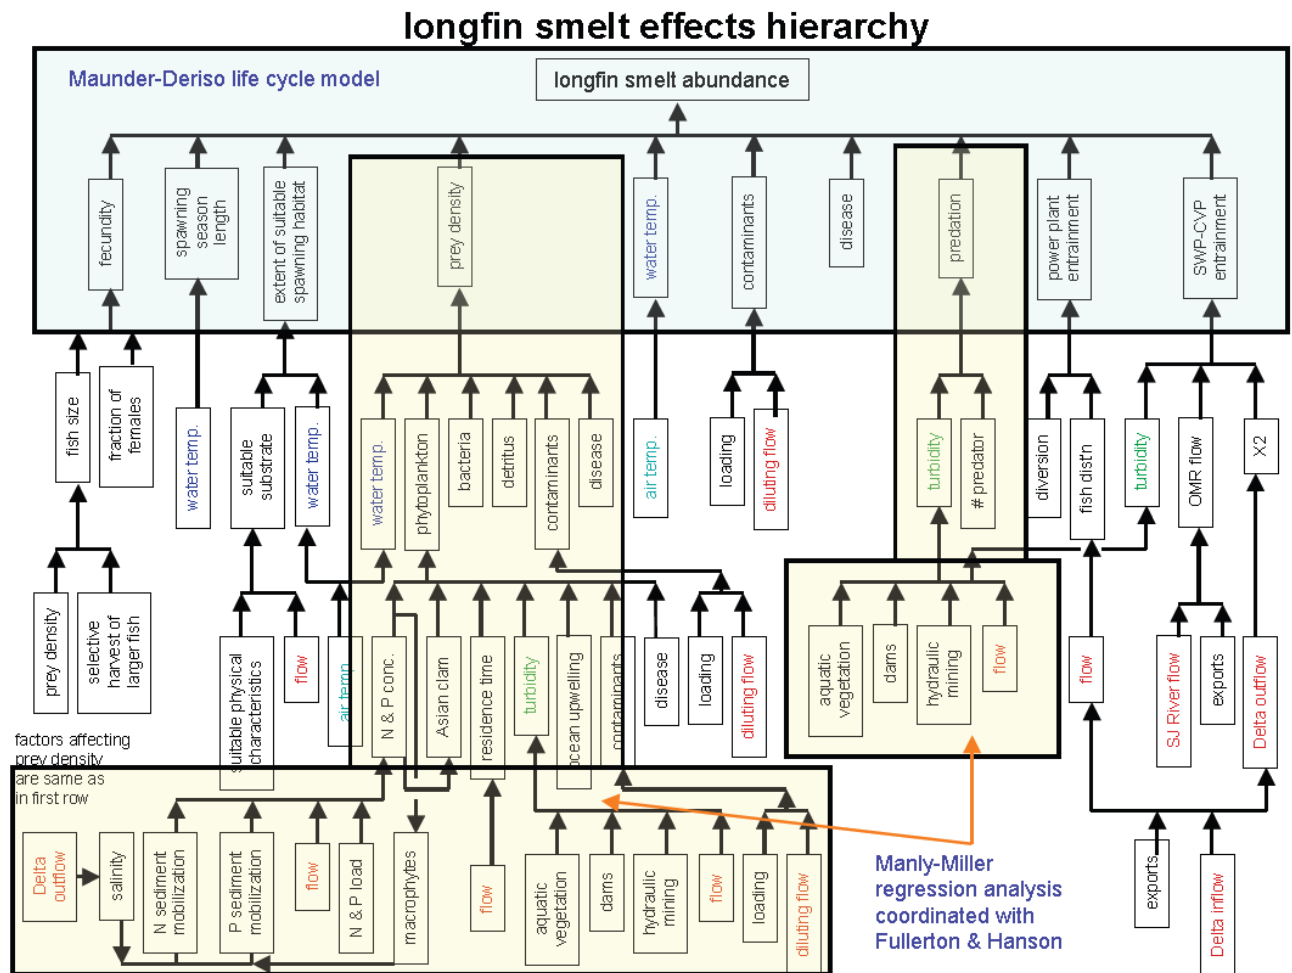 longfin smelt effects hierarchy
Maunder-Deriso life cycle model
longfin smelt abundance
fecundity
spawning
season
length
extent of suitable
spawning habitat
prey density
water temp.
contaminants
disease
predation
power plant
entrainment
SWP-CVP
entrainment
fish size
fraction of
females
water temp.
suitable
substrate
water temp.
water temp.
phytoplankton
bacteria
detritus
contaminants
disease
air temp.
loading
diluting flow
turbidity
# predator
diversion
fish dist'n
turbidity
OMR flow
X2
prey density
selective
harvest of
larger fish
suitable physical
characteristics
flow
air temp
N & P conc.
Asian clam
residence time
turbidity
ocean upwelling
contaminants
disease
loading
diluting flow
aquatic
vegetation
dams
hydraulic
mining
flow
flow
SJ River flow
exports
Delta outflow
factors affecting
prey density
are same as
in first row
Delta
outflow
salinity
N sediment
mobilization
P sediment
mobilization
flow
N & P load
macrophytes
flow
aquatic
vegetation
dams
hydraulic
mining
flow
loading
diluting flow
Manly-Miller
regression analysis
coordinated with
Fullerton & Hanson
exports
Delta inflow